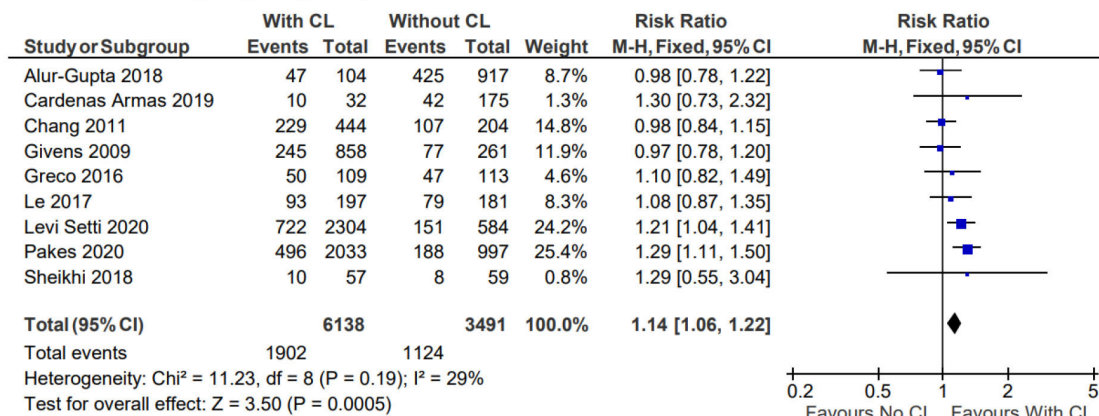 With CL Without CL Risk Ratio Risk Ratio
Study or Subgroup Events Total Events Total Weight M-H, Fixed, 95% CI M-H, Fixed, 95% CI
Alur-Gupta 2018 47 104 425 917 8.7% 0.98 [0.78, 1.22]
Cardenas Armas 2019 10 32 42 175 1.3% 1.30 [0.73, 2.32]
Chang 2011 229 444 107 204 14.8% 0.98 [0.84, 1.15]
Givens 2009 245 858 77 261 11.9% 0.97 [0.78, 1.20]
Greco 2016 50 109 47 113 4.6% 1.10 [0.82, 1.49]
Le 2017 93 197 79 181 8.3% 1.08 [0.87, 1.35]
Levi Setti 2020 722 2304 151 584 24.2% 1.21 [1.04, 1.41]
Pakes 2020 496 2033 188 997 25.4% 1.29 [1.11, 1.50]
Sheikhi 2018 10 57 8 59 0.8% 1.29 [0.55, 3.04]
Total (95% CI) 6138 3491 100.0% 1.14 [1.06, 1.22]
Total events 1902 1124
Heterogeneity: Chi² = 11.23, df = 8 (P = 0.19); I² = 29%
Test for overall effect: Z = 3.50 (P = 0.0005)
0.2 0.5 1 2 5
Favours No CL Favours With CL